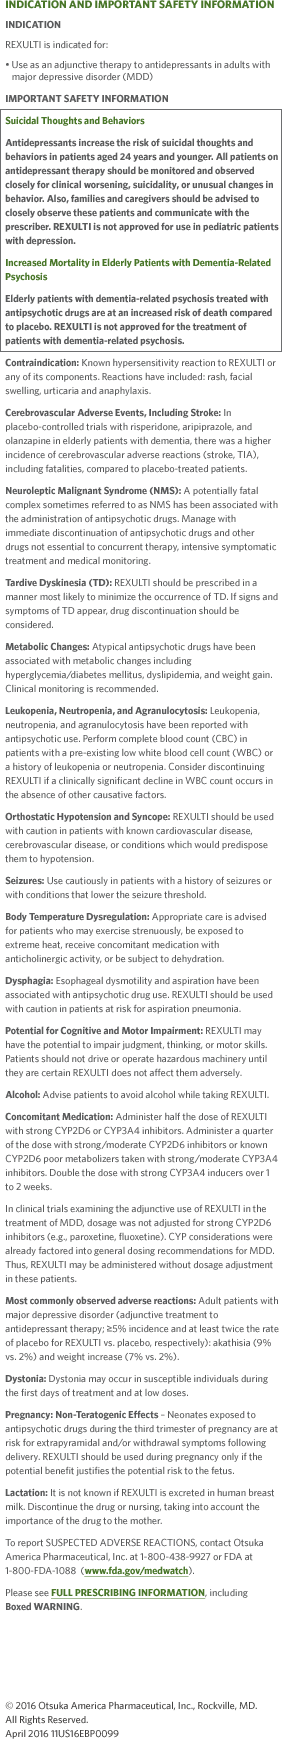 INDICATION AND IMPORTANT SAFETY INFORMATION
INDICATION
REXULTI is indicated for:
• Use as an adjunctive therapy to antidepressants in adults with
major depressive disorder (MDD)
IMPORTANT SAFETY INFORMATION
Suicidal Thoughts and Behaviors
Antidepressants increase the risk of suicidal thoughts and
behaviors in patients aged 24 years and younger. All patients on
antidepressant therapy should be monitored and observed
closely for clinical worsening, suicidality, or unusual changes in
behavior. Also, families and caregivers should be advised to
closely observe these patients and communicate with the
prescriber. REXULTI is not approved for use in pediatric patients
with depression.
Increased Mortality in Elderly Patients with Dementia-Related
Psychosis
Elderly patients with dementia-related psychosis treated with
antipsychotic drugs are at an increased risk of death compared
to placebo. REXULTI is not approved for the treatment of
patients with dementia-related psychosis.
Contraindication: Known hypersensitivity reaction to REXULTI or
any of its components. Reactions have included: rash, facial
swelling, urticaria and anaphylaxis.
Cerebrovascular Adverse Events, Including Stroke: In
placebo-controlled trials with risperidone, aripiprazole, and
olanzapine in elderly patients with dementia, there was a higher
incidence of cerebrovascular adverse reactions (stroke, TIA),
including fatalities, compared to placebo-treated patients.
Neuroleptic Malignant Syndrome (NMS): A potentially fatal
complex sometimes referred to as NMS has been associated with
the administration of antipsychotic drugs. Manage with
immediate discontinuation of antipsychotic drugs and other
drugs not essential to concurrent therapy, intensive symptomatic
treatment and medical monitoring.
Tardive Dyskinesia (TD): REXULTI should be prescribed in a
manner most likely to minimize the occurrence of TD. If signs and
symptoms of TD appear, drug discontinuation should be
considered.
Metabolic Changes: Atypical antipsychotic drugs have been
associated with metabolic changes including
hyperglycemia/diabetes mellitus, dyslipidemia, and weight gain.
Clinical monitoring is recommended.
Leukopenia, Neutropenia, and Agranulocytosis: Leukopenia,
neutropenia, and agranulocytosis have been reported with
antipsychotic use. Perform complete blood count (CBC) in
patients with a pre-existing low white blood cell count (WBC) or
a history of leukopenia or neutropenia. Consider discontinuing
REXULTI if a clinically significant decline in WBC count occurs in
the absence of other causative factors.
Orthostatic Hypotension and Syncope: REXULTI should be used
with caution in patients with known cardiovascular disease,
cerebrovascular disease, or conditions which would predispose
them to hypotension.
Seizures: Use cautiously in patients with a history of seizures or
with conditions that lower the seizure threshold.
Body Temperature Dysregulation: Appropriate care is advised
for patients who may exercise strenuously, be exposed to
extreme heat, receive concomitant medication with
anticholinergic activity, or be subject to dehydration.
Dysphagia: Esophageal dysmotility and aspiration have been
associated with antipsychotic drug use. REXULTI should be used
with caution in patients at risk for aspiration pneumonia.
Potential for Cognitive and Motor Impairment: REXULTI may
have the potential to impair judgment, thinking, or motor skills.
Patients should not drive or operate hazardous machinery until
they are certain REXULTI does not affect them adversely.
Alcohol: Advise patients to avoid alcohol while taking REXULTI.
Concomitant Medication: Administer half the dose of REXULTI
with strong CYP2D6 or CYP3A4 inhibitors. Administer a quarter
of the dose with strong/moderate CYP2D6 inhibitors or known
CYP2D6 poor metabolizers taken with strong/moderate CYP3A4
inhibitors. Double the dose with strong CYP3A4 inducers over 1
to 2 weeks.
In clinical trials examining the adjunctive use of REXULTI in the
treatment of MDD, dosage was not adjusted for strong CYP2D6
inhibitors (e.g., paroxetine, fluoxetine). CYP considerations were
already factored into general dosing recommendations for MDD.
Thus, REXULTI may be administered without dosage adjustment
in these patients.
Most commonly observed adverse reactions: Adult patients with
major depressive disorder (adjunctive treatment to
antidepressant therapy; ≥5% incidence and at least twice the rate
of placebo for REXULTI vs. placebo, respectively): akathisia (9%
vs. 2%) and weight increase (7% vs. 2%).
Dystonia: Dystonia may occur in susceptible individuals during
the first days of treatment and at low doses.
Pregnancy: Non-Teratogenic Effects – Neonates exposed to
antipsychotic drugs during the third trimester of pregnancy are at
risk for extrapyramidal and/or withdrawal symptoms following
delivery. REXULTI should be used during pregnancy only if the
potential benefit justifies the potential risk to the fetus.
Lactation: It is not known if REXULTI is excreted in human breast
milk. Discontinue the drug or nursing, taking into account the
importance of the drug to the mother.
To report SUSPECTED ADVERSE REACTIONS, contact Otsuka
America Pharmaceutical, Inc. at 1-800-438-9927 or FDA at
1-800-FDA-1088 (www.fda.gov/medwatch).
Please see FULL PRESCRIBING INFORMATION, including
Boxed WARNING.
© 2016 Otsuka America Pharmaceutical, Inc., Rockville, MD.
All Rights Reserved.
April 2016 11US16EBP0099